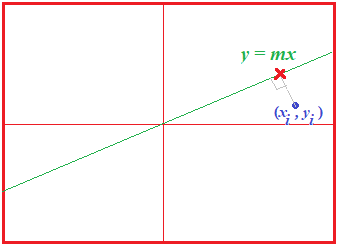 y = mx
(xᵢ , yᵢ )